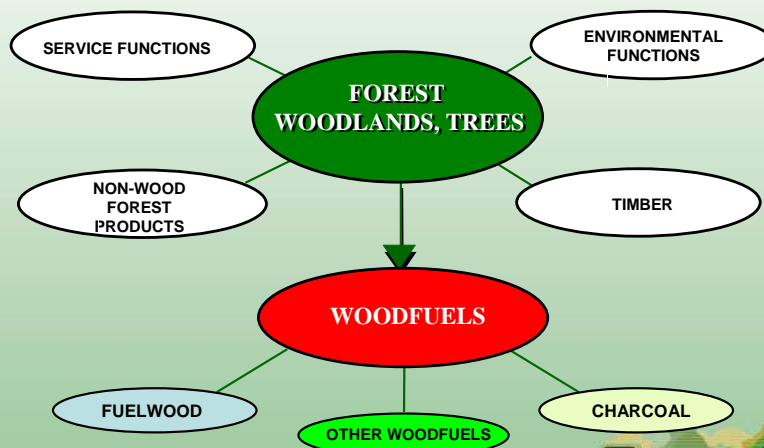 SERVICE FUNCTIONS
ENVIRONMENTAL
FUNCTIONS
FOREST
WOODLANDS, TREES
NON-WOOD
FOREST
PRODUCTS
TIMBER
WOODFUELS
FUELWOOD
OTHER WOODFUELS
CHARCOAL